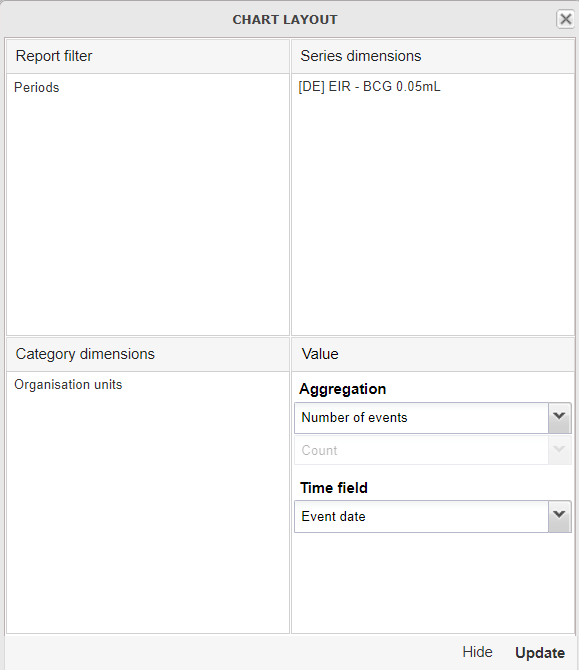 CHART LAYOUT
Report filter
Series dimensions
Periods
[DE] EIR - BCG 0.05mL
Category dimensions
Value
Organisation units
Aggregation
Number of events
Count
Time field
Event date
Hide
Update